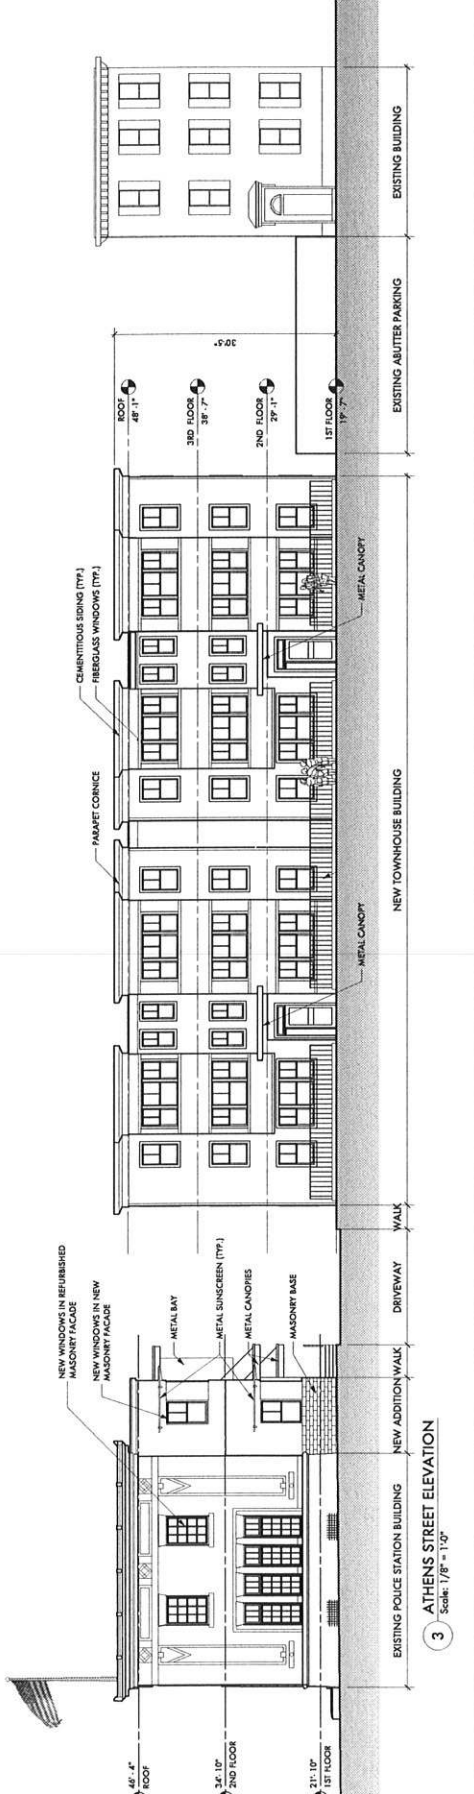 NEW WINDOWS IN REFURBISHED
MASONRY FACADE
NEW WINDOWS IN NEW
MASONRY FACADE
METAL BAY
METAL SUNSCREEN (TYP.)
METAL CANOPIES
MASONRY BASE
PARAPET CORNICE
CEMENTITIOUS SIDING (TYP.)
FIBERGLASS WINDOWS (TYP.)
METAL CANOPY
METAL CANOPY
46'-4"
ROOF
34'-10"
2ND FLOOR
21'-10"
1ST FLOOR
ROOF
48'-1"
3RD FLOOR
38'-7"
2ND FLOOR
29'-1"
1ST FLOOR
19'-7"
30'-5"
EXISTING POLICE STATION BUILDING
NEW ADDITION
WALK
DRIVEWAY
WALK
NEW TOWNHOUSE BUILDING
EXISTING ABUTTER PARKING
EXISTING BUILDING
3
ATHENS STREET ELEVATION
Scale: 1/8" = 1'0"